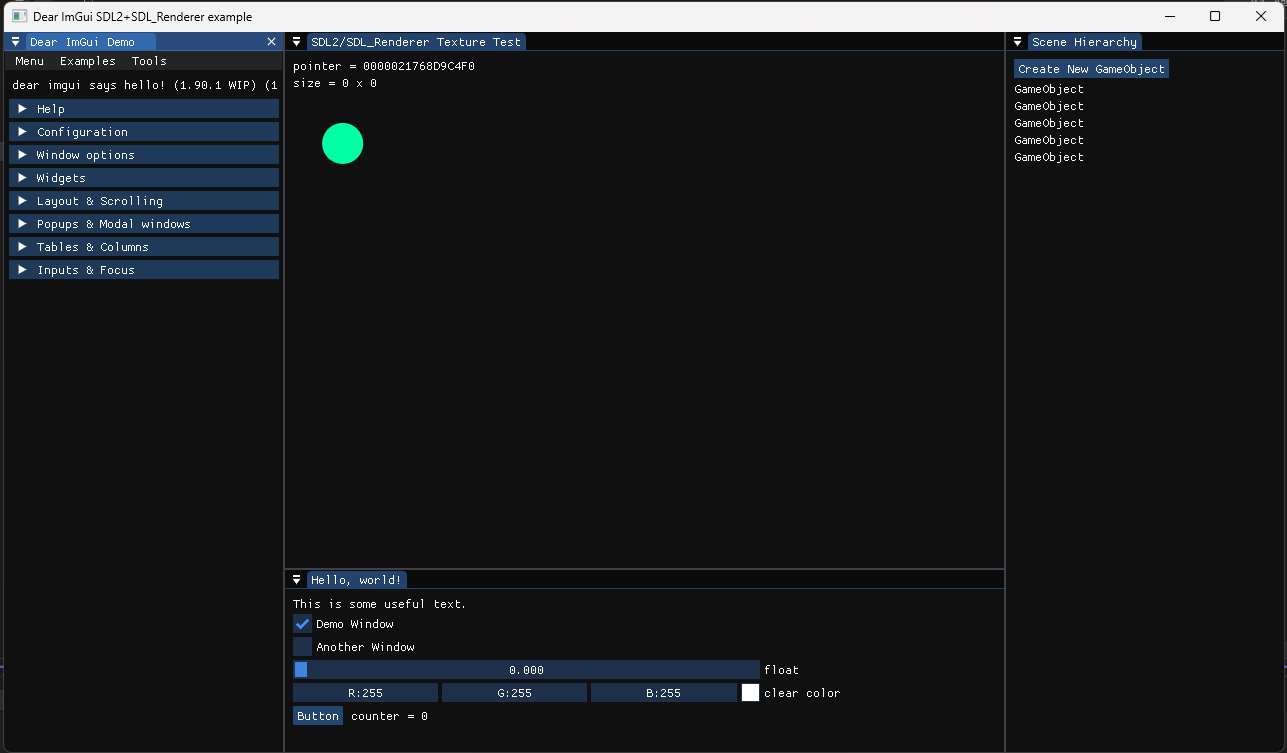 Dear ImGui SDL2+SDL_Renderer example
Dear ImGui Demo
Menu Examples Tools
dear imgui says hello! (1.90.1 WIP) (1
Help
Configuration
Window options
Widgets
Layout & Scrolling
Popups & Modal windows
Tables & Columns
Inputs & Focus
SDL2/SDL_Renderer Texture Test
pointer = 0000021768D9C4F0
size = 0 x 0
Hello, world!
This is some useful text.
Demo Window
Another Window
0.000 float
R:255 G:255 B:255 clear color
Button counter = 0
Scene Hierarchy
Create New GameObject
GameObject
GameObject
GameObject
GameObject
GameObject